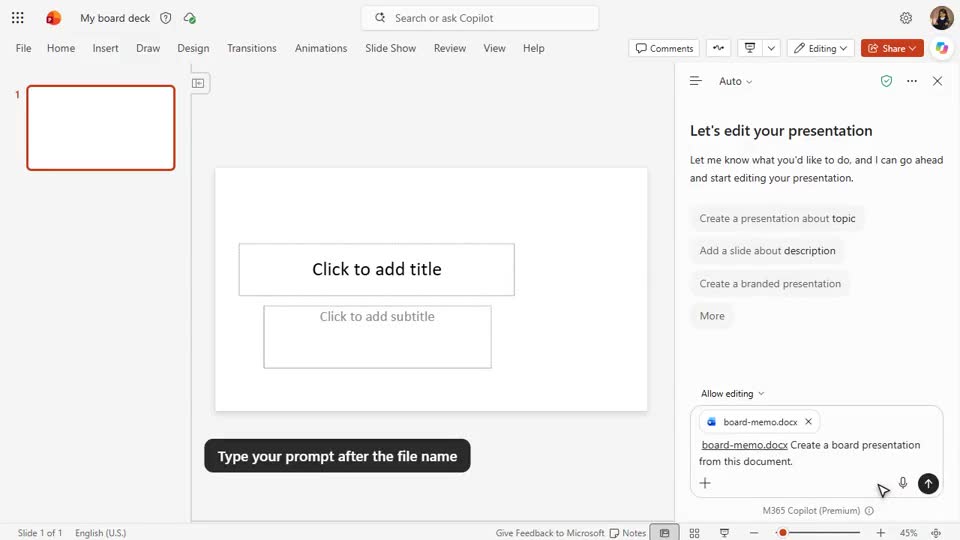 My board deck
Search or ask Copilot
File Home Insert Draw Design Transitions Animations Slide Show Review View Help
Comments
Editing
Share
1
Click to add title
Click to add subtitle
Type your prompt after the file name
Auto
Let's edit your presentation
Let me know what you'd like to do, and I can go ahead
and start editing your presentation.
Create a presentation about topic
Add a slide about description
Create a branded presentation
More
Allow editing
board-memo.docx
board-memo.docx Create a board presentation
from this document.
M365 Copilot (Premium)
Slide 1 of 1 English (U.S.) Give Feedback to Microsoft Notes 45%